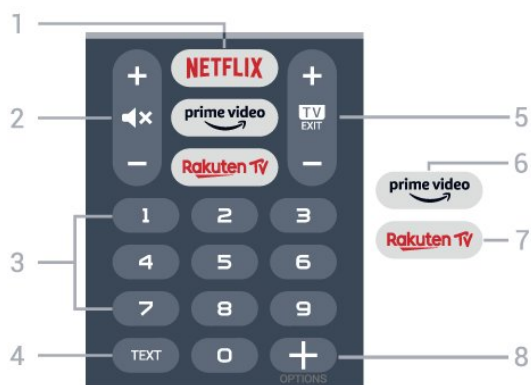 1
NETFLIX
+ +
2
prime video
TV
EXIT
5
- -
Rakuten TV
6
prime video
1 2 3
Rakuten TV
7
3
4 5 6
7 8 9
4
TEXT 0 +
8
OPTIONS